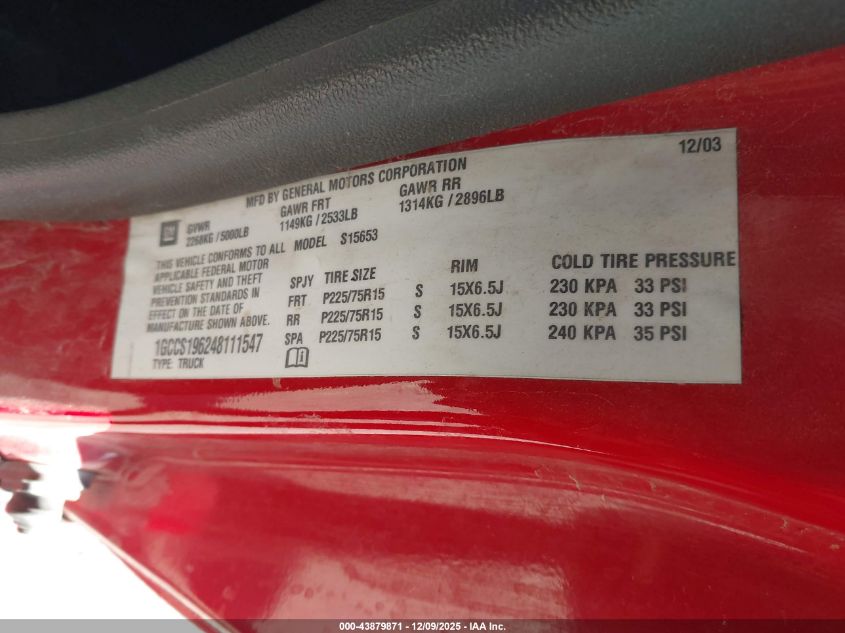 12/03
MFD BY GENERAL MOTORS CORPORATION
GM GVWR GAWR FRT GAWR RR
2268KG / 5000LB 1149KG / 2533LB 1314KG / 2896LB
THIS VEHICLE CONFORMS TO ALL MODEL S15653
APPLICABLE FEDERAL MOTOR
VEHICLE SAFETY AND THEFT
PREVENTION STANDARDS IN
EFFECT ON THE DATE OF
MANUFACTURE SHOWN ABOVE.
1GCCS196248111547
TYPE: TRUCK
SPJY TIRE SIZE RIM COLD TIRE PRESSURE
FRT P225/75R15 S 15X6.5J 230 KPA 33 PSI
RR P225/75R15 S 15X6.5J 230 KPA 33 PSI
SPA P225/75R15 S 15X6.5J 240 KPA 35 PSI
000-43879871 - 12/09/2025 - IAA Inc.